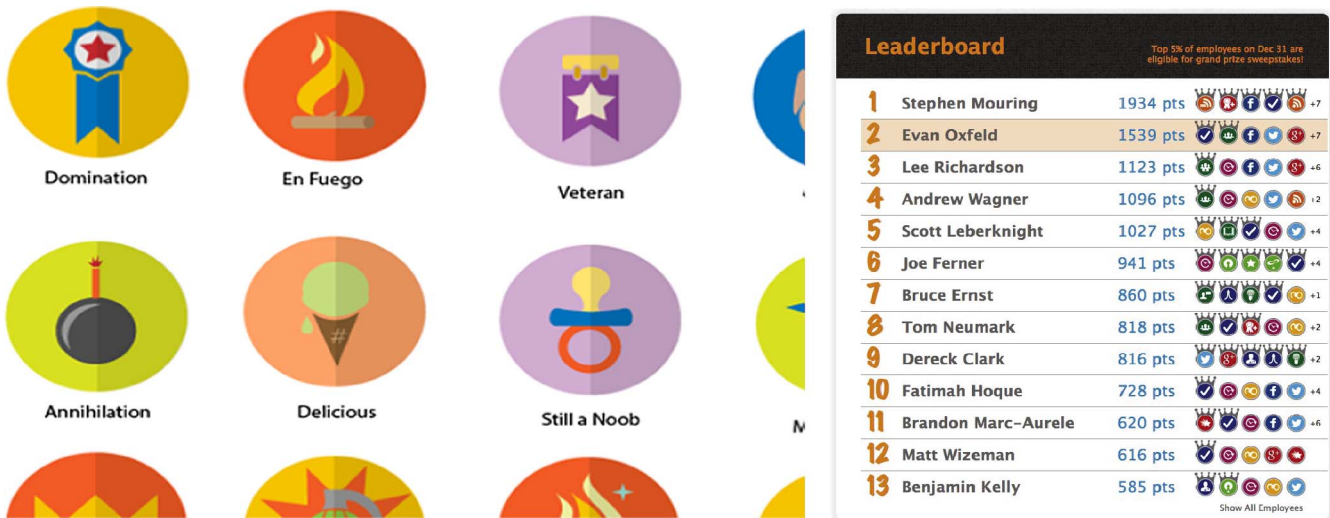 Domination
En Fuego
Veteran
Annihilation
Delicious
#
Still a Noob
Leaderboard
Top 5% of employees on Dec 31 are
eligible for grand prize sweepstakes!
1 Stephen Mouring 1934 pts +7
2 Evan Oxfeld 1539 pts +7
3 Lee Richardson 1123 pts +6
4 Andrew Wagner 1096 pts +2
5 Scott Leberknight 1027 pts +4
6 Joe Ferner 941 pts +4
7 Bruce Ernst 860 pts +1
8 Tom Neumark 818 pts +2
9 Dereck Clark 816 pts +2
10 Fatimah Hoque 728 pts +4
11 Brandon Marc-Aurele 620 pts +6
12 Matt Wizeman 616 pts
13 Benjamin Kelly 585 pts
Show All Employees